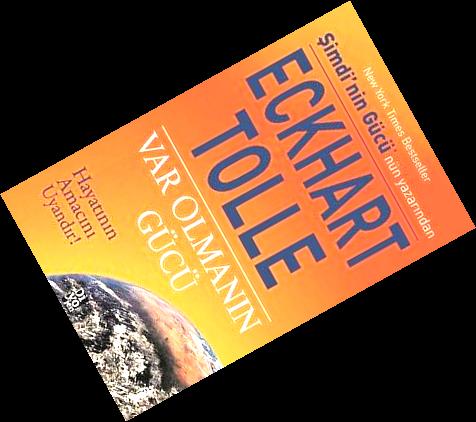 New York Times Bestseller
Şimdi'nin Gücü'nün yazarından
ECKHART
TOLLE
VAR OLMANIN
GÜCÜ
Hayatının
Amacını
Uyandır!